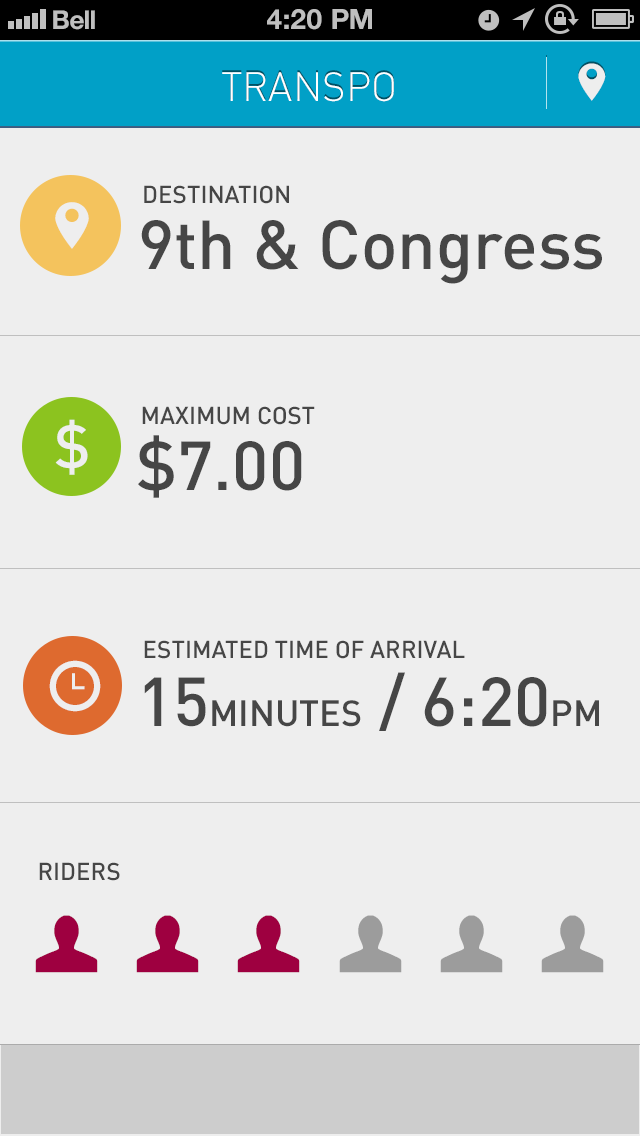 Bell 4:20 PM
TRANSPO
DESTINATION
9th & Congress
$
MAXIMUM COST
$7.00
ESTIMATED TIME OF ARRIVAL
15MINUTES / 6:20PM
RIDERS